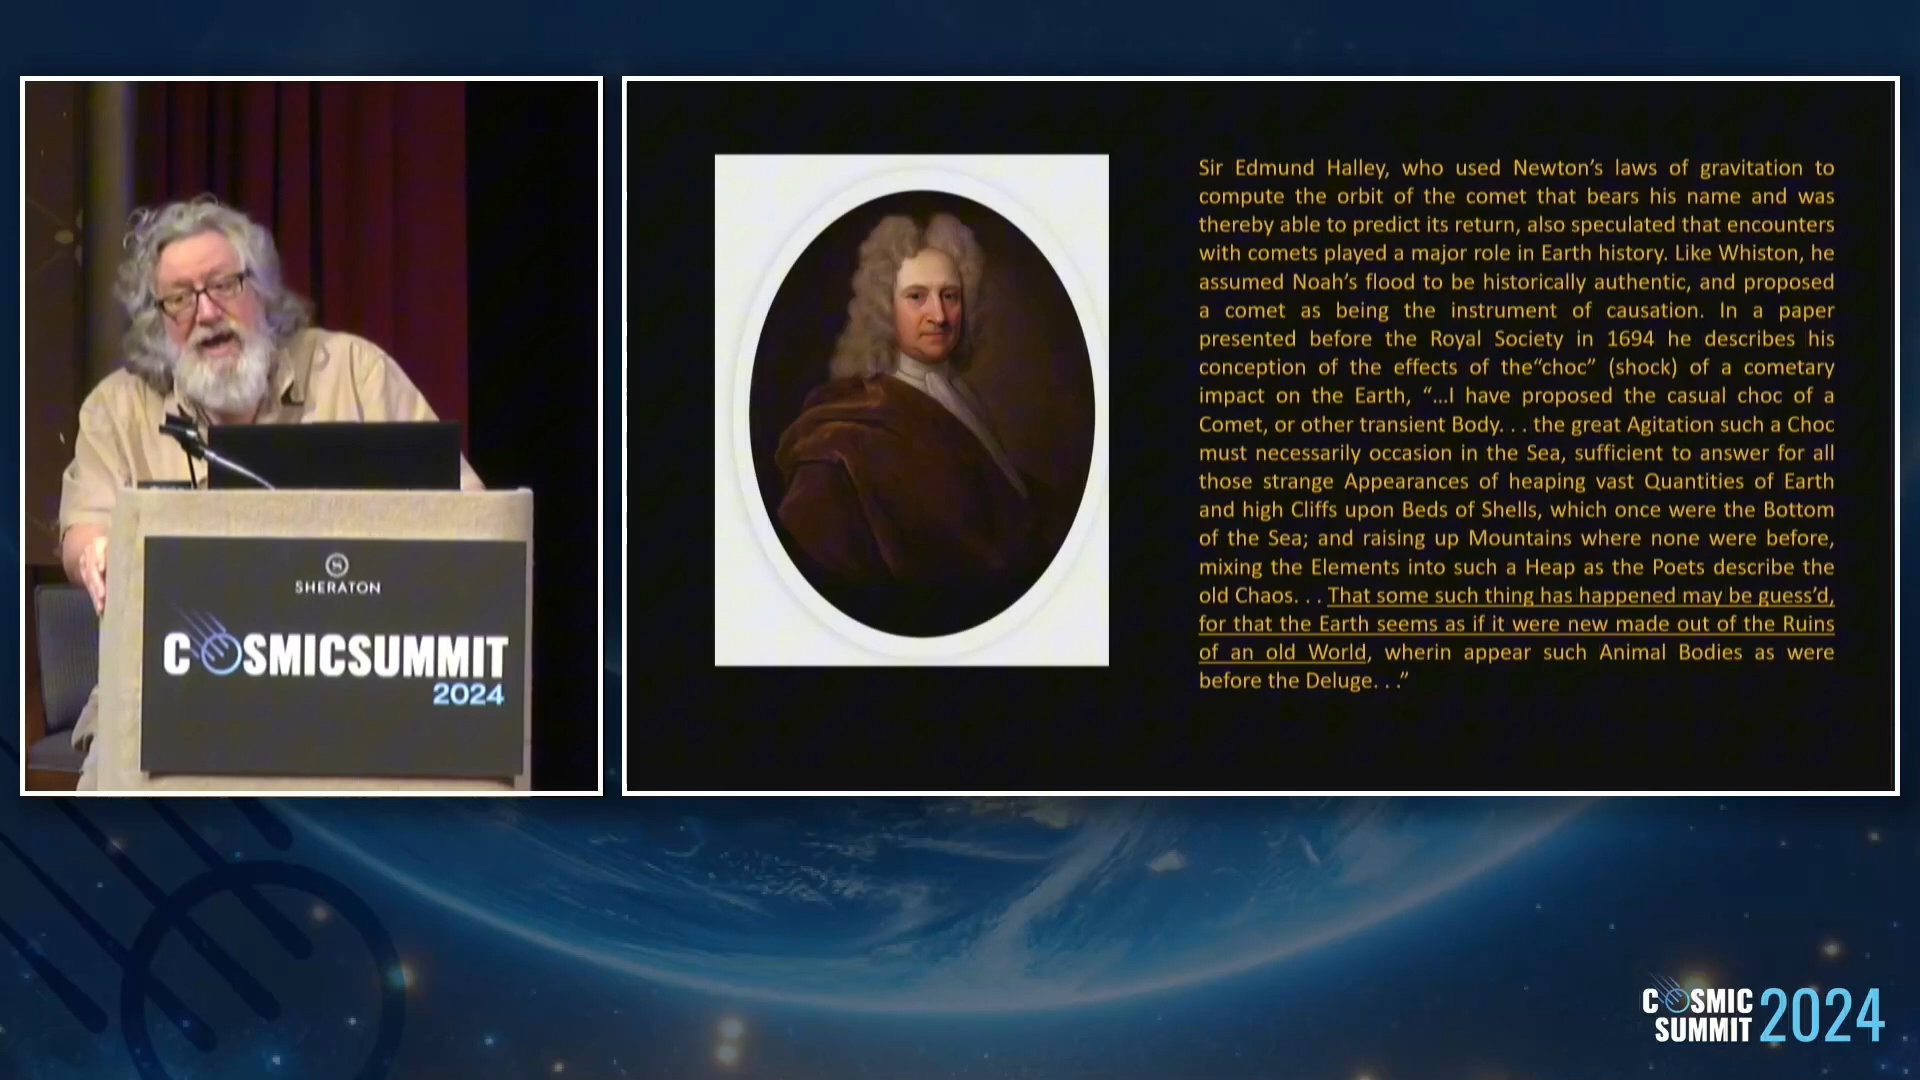 Sir Edmund Halley, who used Newton's laws of gravitation to
compute the orbit of the comet that bears his name and was
thereby able to predict its return, also speculated that encounters
with comets played a major role in Earth history. Like Whiston, he
assumed Noah's flood to be historically authentic, and proposed
a comet as being the instrument of causation. In a paper
presented before the Royal Society in 1694 he describes his
conception of the effects of the“choc” (shock) of a cometary
impact on the Earth, “…I have proposed the casual choc of a
Comet, or other transient Body. . . the great Agitation such a Choc
must necessarily occasion in the Sea, sufficient to answer for all
those strange Appearances of heaping vast Quantities of Earth
and high Cliffs upon Beds of Shells, which once were the Bottom
of the Sea; and raising up Mountains where none were before,
mixing the Elements into such a Heap as the Poets describe the
old Chaos. . . That some such thing has happened may be guess'd,
for that the Earth seems as if it were new made out of the Ruins
of an old World, wherin appear such Animal Bodies as were
before the Deluge. . .”
S
SHERATON
COSMICSUMMIT
2024
COSMIC
SUMMIT 2024